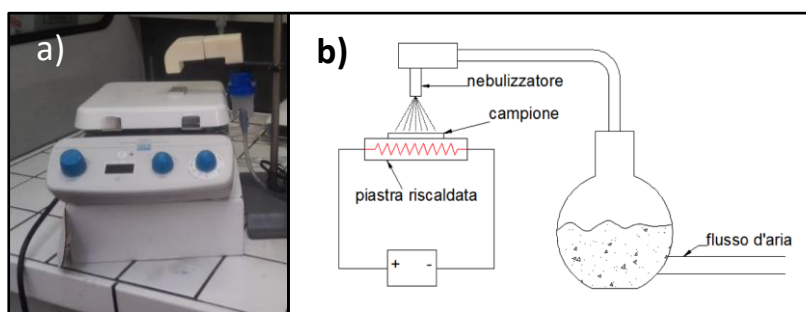 a)
b)
nebulizzatore
campione
piastra riscaldata
+ -
flusso d'aria